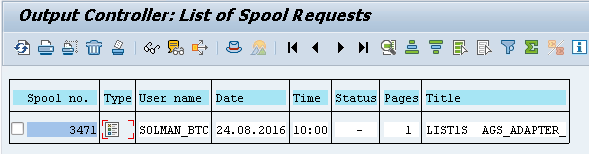 Output Controller: List of Spool Requests
Spool no. Type User name Date Time Status Pages Title
3471 SOLMAN_BTC 24.08.2016 10:00 - 1 LIST1S AGS_ADAPTER_